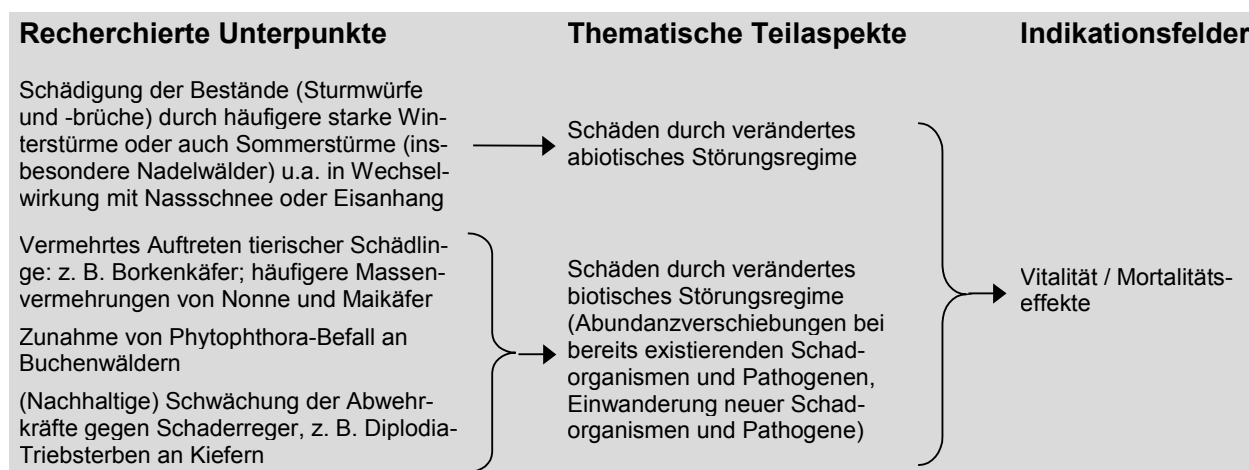 Recherchierte Unterpunkte
Thematische Teilaspekte
Indikationsfelder
Schädigung der Bestände (Sturmwürfe
und -brüche) durch häufigere starke Win-
terstürme oder auch Sommerstürme (ins-
besondere Nadelwälder) u.a. in Wechsel-
wirkung mit Nassschnee oder Eisanhang
Schäden durch verändertes
abiotisches Störungsregime
Vermehrtes Auftreten tierischer Schädlin-
ge: z. B. Borkenkäfer; häufigere Massen-
vermehrungen von Nonne und Maikäfer
Zunahme von Phytophthora-Befall an
Buchenwäldern
(Nachhaltige) Schwächung der Abwehr-
kräfte gegen Schaderreger, z. B. Diplodia-
Triebsterben an Kiefern
Schäden durch verändertes
biotisches Störungsregime
(Abundanzverschiebungen bei
bereits existierenden Schad-
organismen und Pathogenen,
Einwanderung neuer Schad-
organismen und Pathogene)
Vitalität / Mortalitäts-
effekte